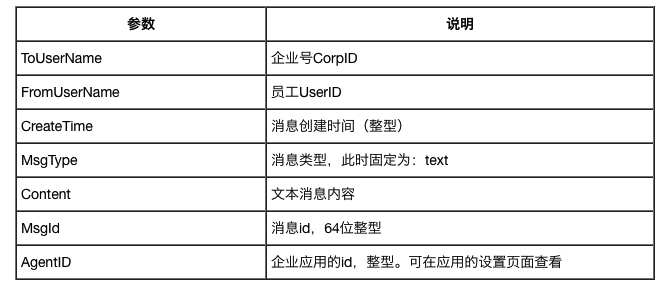 参数 说明
ToUserName 企业号CorpID
FromUserName 员工UserID
CreateTime 消息创建时间（整型）
MsgType 消息类型，此时固定为：text
Content 文本消息内容
MsgId 消息id，64位整型
AgentID 企业应用的id，整型。可在应用的设置页面查看